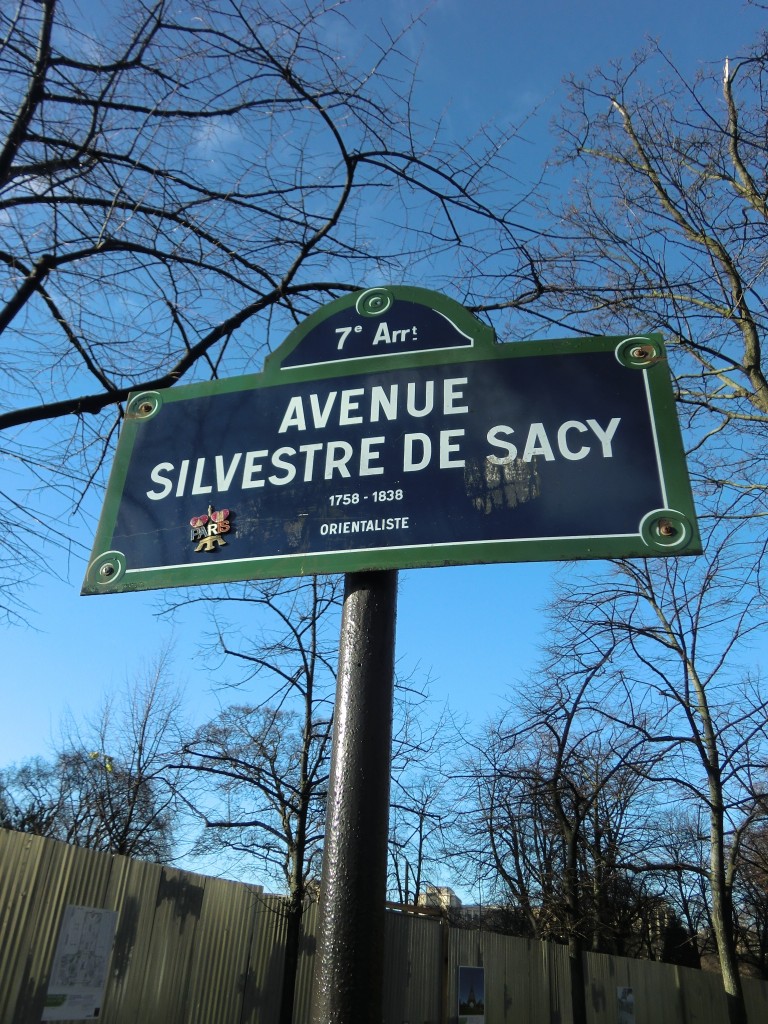 7e Arrt
AVENUE
SILVESTRE DE SACY
1758 - 1838
ORIENTALISTE
PARIS